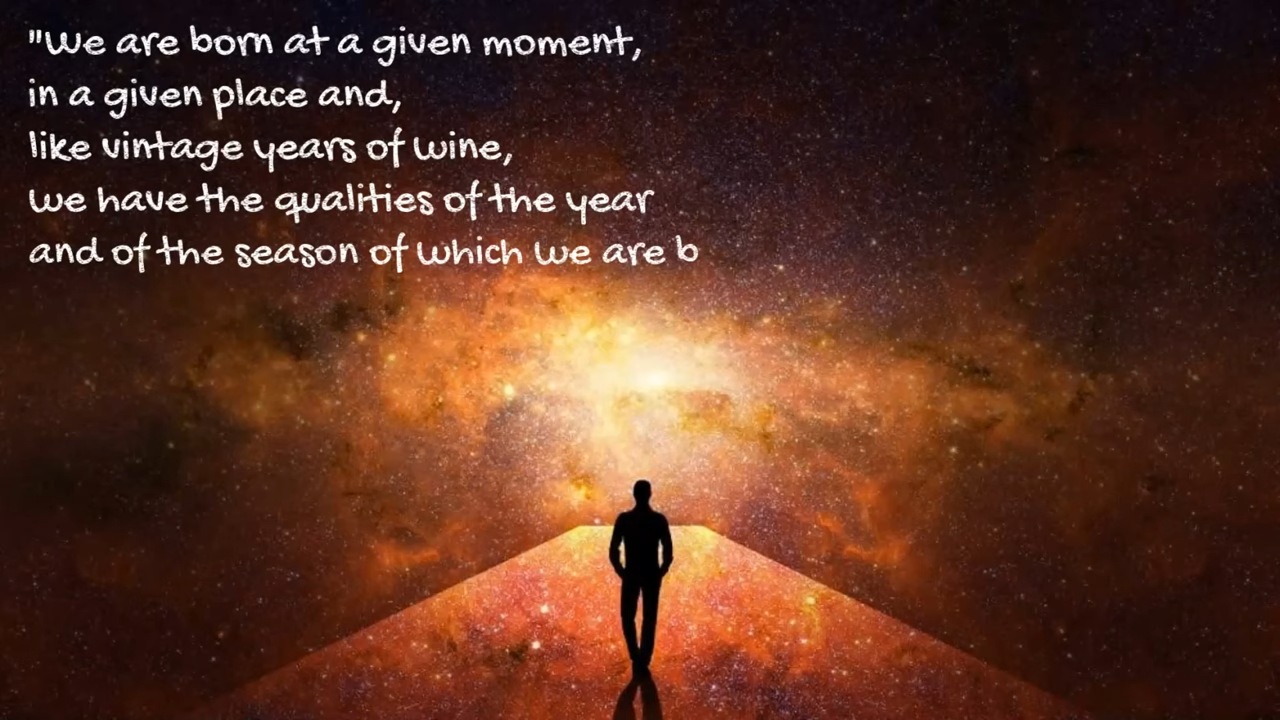 "We are born at a given moment,
in a given place and,
like vintage years of wine,
we have the qualities of the year
and of the season of which we are b